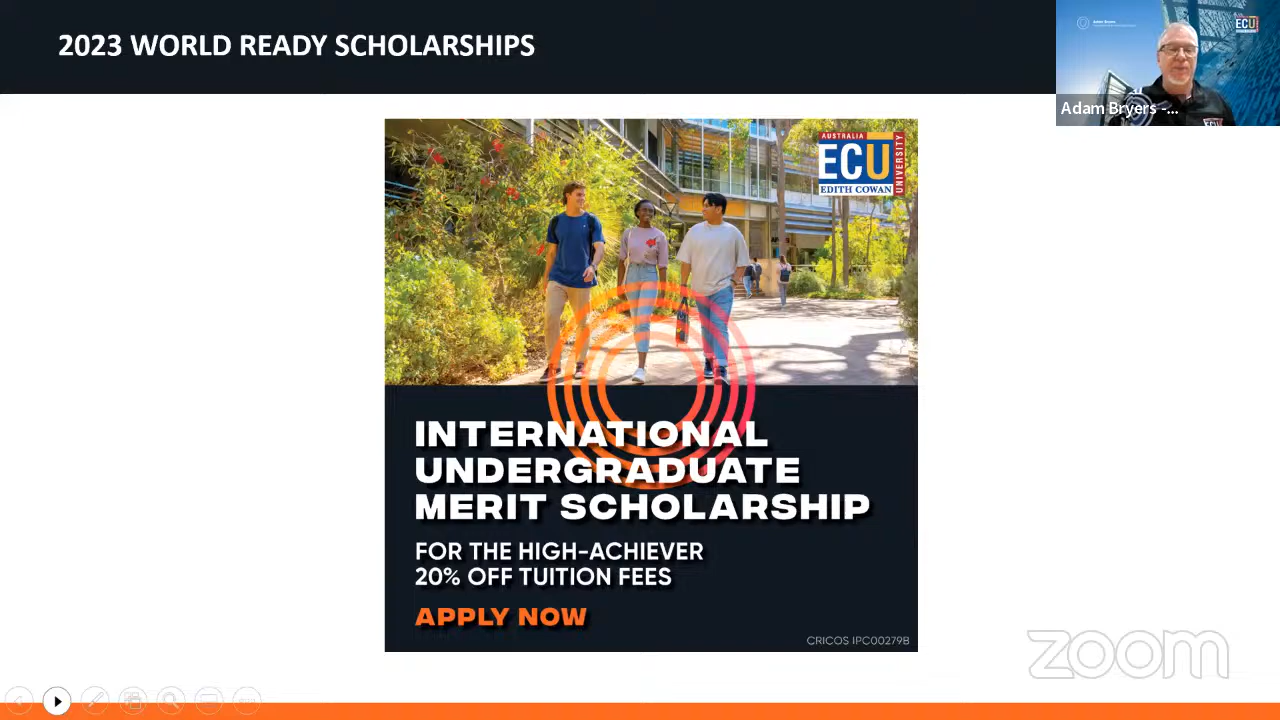 2023 WORLD READY SCHOLARSHIPS
ECU
Adam Bryers -...
AUSTRALIA
ECU
EDITH COWAN
UNIVERSITY
INTERNATIONAL
UNDERGRADUATE
MERIT SCHOLARSHIP
FOR THE HIGH-ACHIEVER
20% OFF TUITION FEES
APPLY NOW
CRICOS IPC00279B
zoom